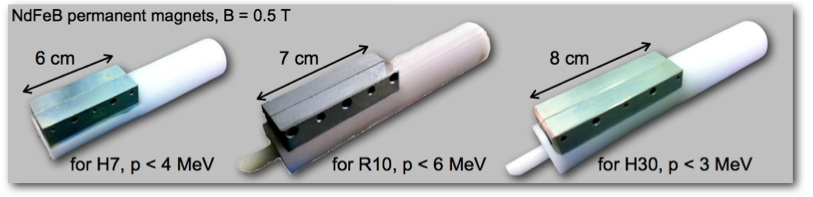 NdFeB permanent magnets, B = 0.5 T
6 cm
7 cm
8 cm
for H7, p < 4 MeV
for R10, p < 6 MeV
for H30, p < 3 MeV